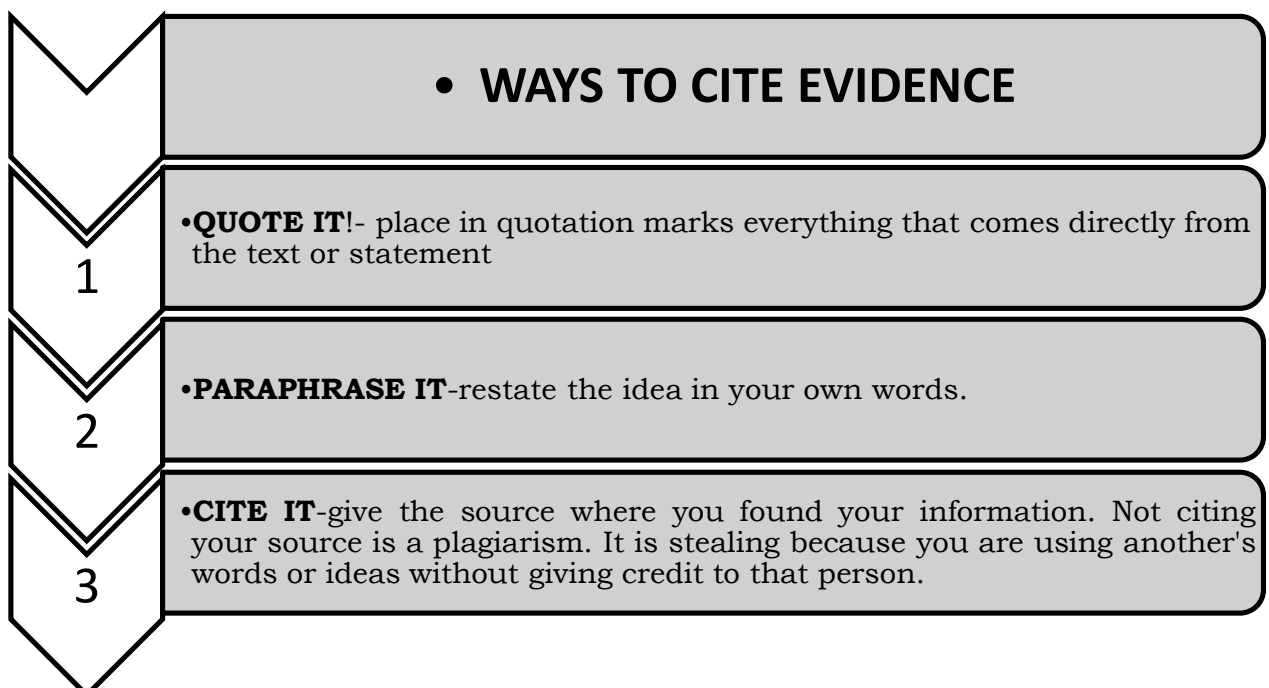 • WAYS TO CITE EVIDENCE
1
•QUOTE IT!- place in quotation marks everything that comes directly from
the text or statement
2
•PARAPHRASE IT-restate the idea in your own words.
3
•CITE IT-give the source where you found your information. Not citing
your source is a plagiarism. It is stealing because you are using another's
words or ideas without giving credit to that person.